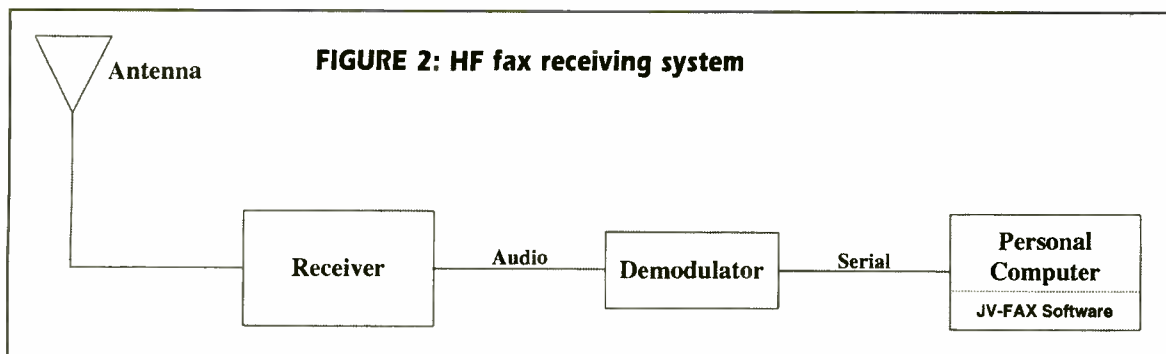 FIGURE 2: HF fax receiving system
Antenna
Receiver
Audio
Demodulator
Serial
Personal
Computer
JV-FAX Software